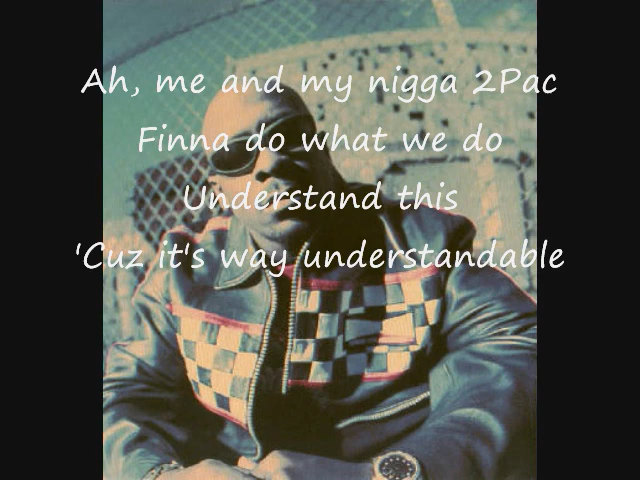 Ah, me and my nigga 2Pac
Finna do what we do
Understand this
'Cuz it's way understandable